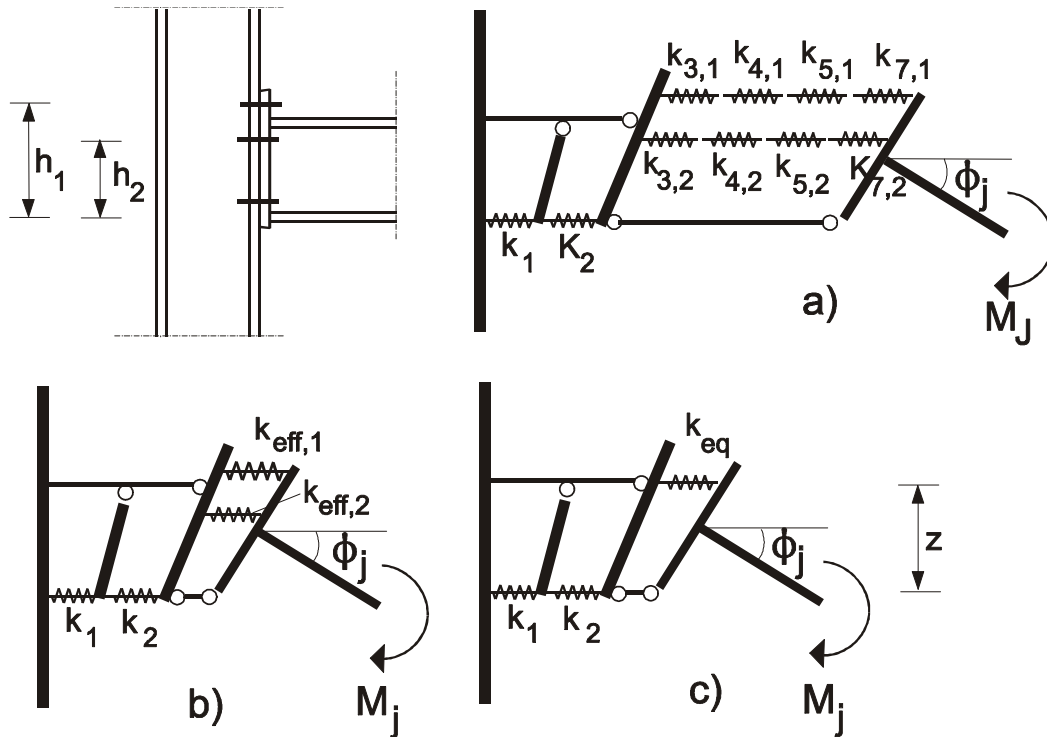 h1
h2
k3,1 k4,1 k5,1 k7,1
k3,2 k4,2 k5,2 K7,2
ϕj
k1 K2
a)
MJ
keff,1
keff,2
ϕj
k1 k2
b)
Mj
keq
z
ϕj
k1 k2
c)
Mj